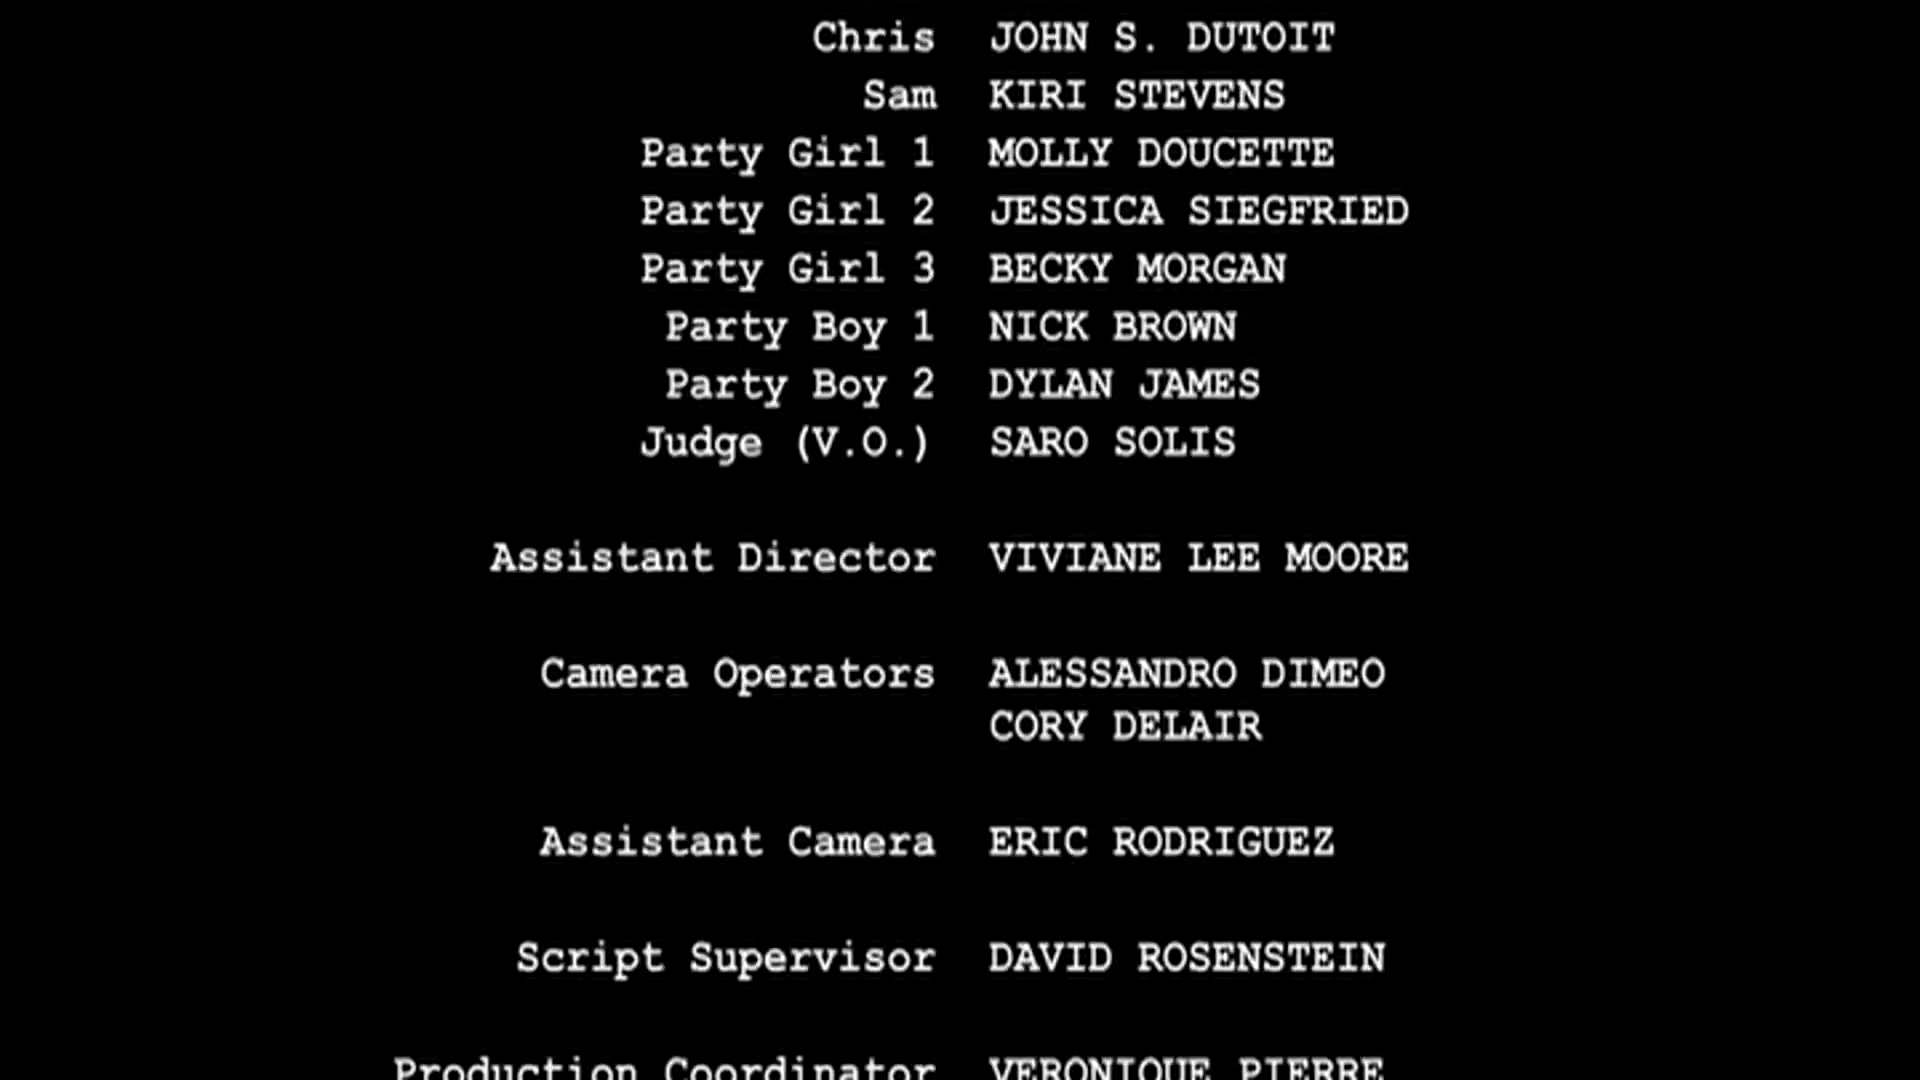 Chris JOHN S. DUTOIT
Sam KIRI STEVENS
Party Girl 1 MOLLY DOUCETTE
Party Girl 2 JESSICA SIEGFRIED
Party Girl 3 BECKY MORGAN
Party Boy 1 NICK BROWN
Party Boy 2 DYLAN JAMES
Judge (V.O.) SARO SOLIS
Assistant Director VIVIANE LEE MOORE
Camera Operators ALESSANDRO DIMEO
CORY DELAIR
Assistant Camera ERIC RODRIGUEZ
Script Supervisor DAVID ROSENSTEIN
Production Coordinator VERONIQUE PIERRE